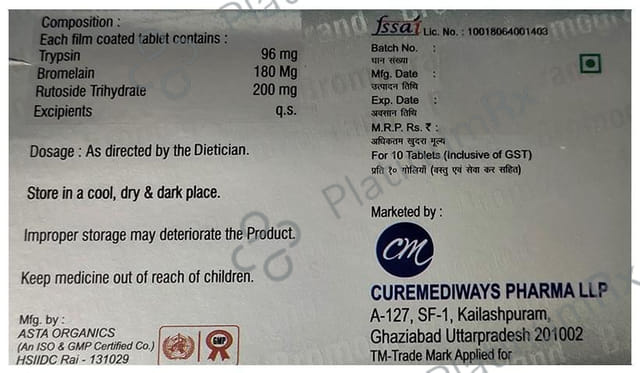 Composition :
Each film coated tablet contains :
Trypsin 96 mg
Bromelain 180 Mg
Rutoside Trihydrate 200 mg
Excipients q.s.
Dosage : As directed by the Dietician.
Store in a cool, dry & dark place.
Improper storage may deteriorate the Product.
Keep medicine out of reach of children.
Mfg. by :
ASTA ORGANICS
(An ISO & GMP Certified Co.)
HSIIDC Rai - 131029
GMP
fssai Lic. No. : 10018064001403
Batch No. :
पान संख्या
Mfg. Date :
उत्पादन तिथि
Exp. Date :
अवसान तिथि
M.R.P. Rs. ₹ :
अधिकतम खुदरा मूल्य
For 10 Tablets (Inclusive of GST)
प्रति १० गोलियाँ (वस्तु एवं सेवा कर सहित)
Marketed by :
CM
CUREMEDIWAYS PHARMA LLP
A-127, SF-1, Kailashpuram,
Ghaziabad Uttarpradesh 201002
TM-Trade Mark Applied for